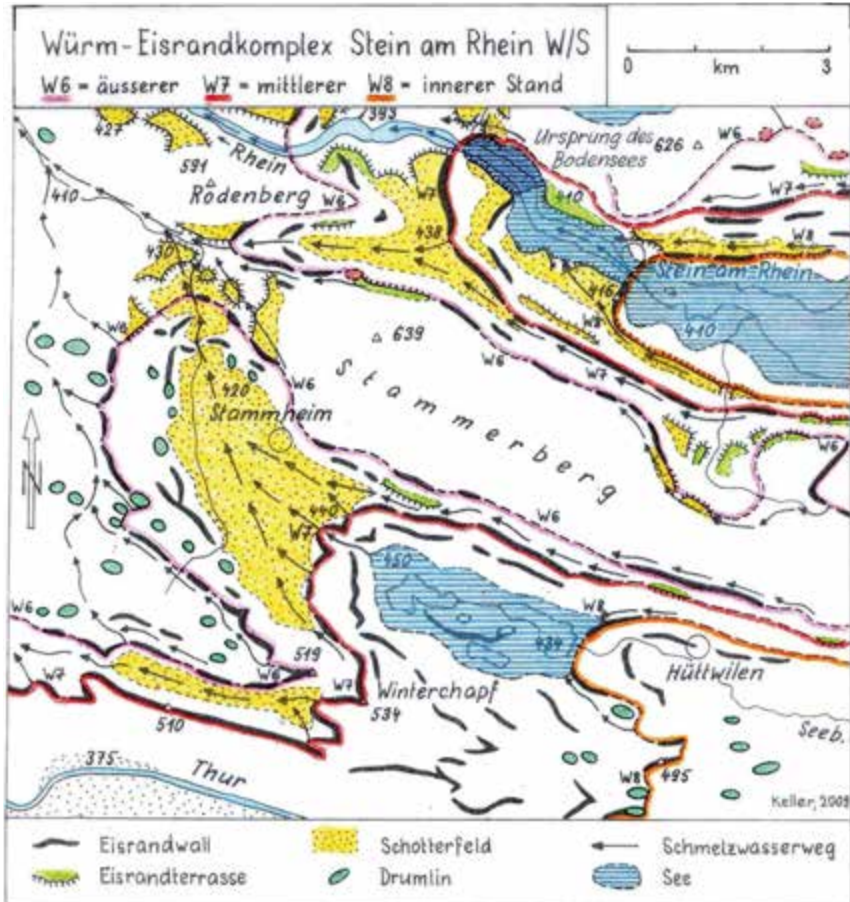 Würm-Eisrandkomplex Stein am Rhein W/S
W6 = äusserer W7 = mittlerer W8 = innerer Stand
0 km 3
427
393
Rhein
Ursprung des
Bodensees
626
W6
591
Rodenberg
W6
W7
410
W7
410
430
438
W8
Stein-am-Rhein
416
410
W8
W6
639
W6
W7
W6
Stammerberg
420
Stammheim
W6
N
440
W7
W6
450
W8
434
W6
519
Hüttwilen
W7
W6
W7
Winterchapf
534
Seeb.
510
495
375
Thur
W8
Keller, 2009
Eisrandwall
Schotterfeld
Schmelzwasserweg
Eisrandterrasse
Drumlin
See